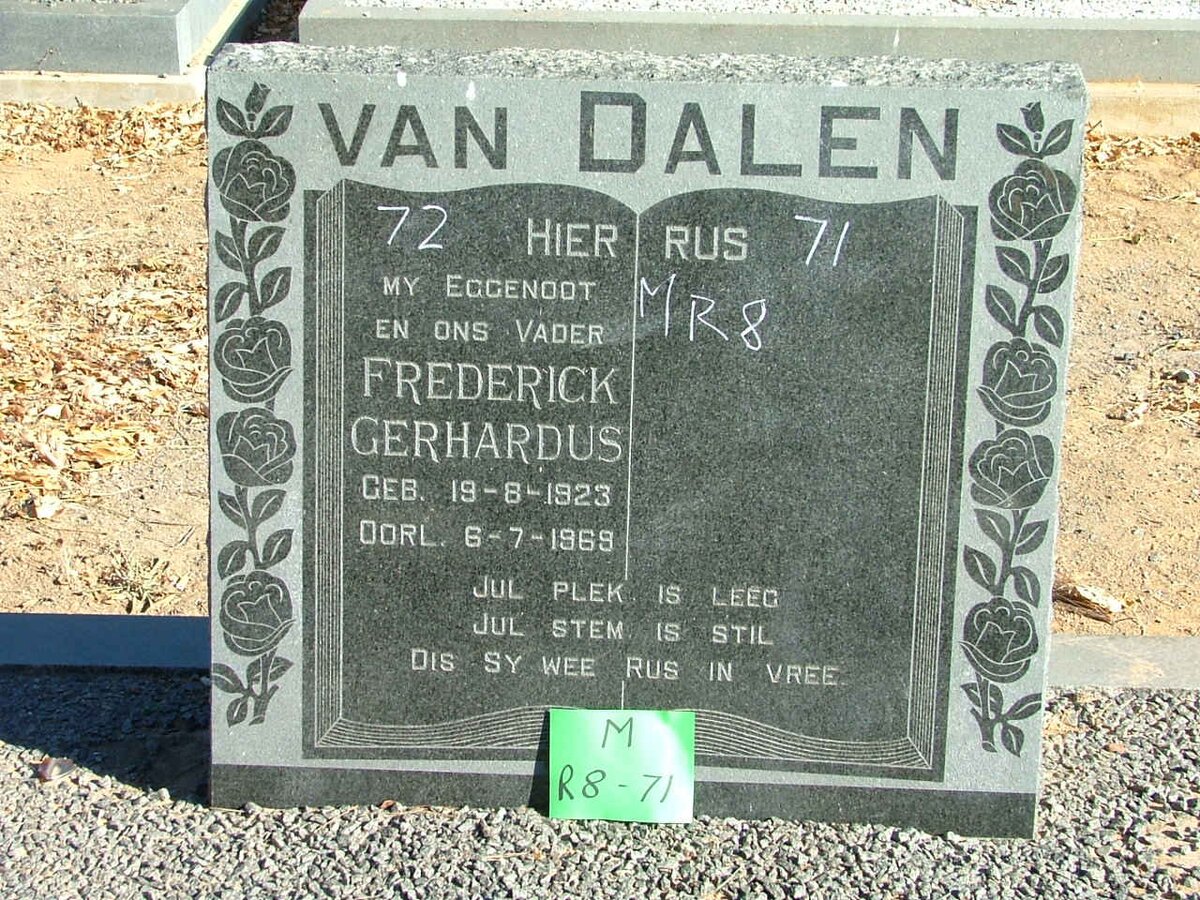 VAN DALEN
72 HIER RUS 71
MY EGGENOOT
EN ONS VADER
MR8
FREDERICK
GERHARDUS
GEB. 19-8-1923
OORL. 6-7-1969
JUL PLEK IS LEEG
JUL STEM IS STIL
DIS SY WEE RUS IN VREE.
M
R8-71